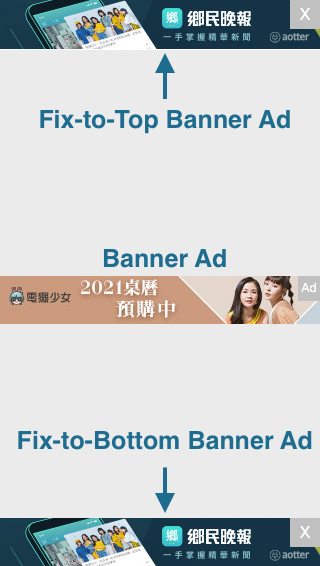 鄉 鄉民晚報
X
一手掌握精華新聞
aotter
Fix-to-Top Banner Ad
Banner Ad
電獺少女
2021桌曆
預購中
Ad
Fix-to-Bottom Banner Ad
鄉 鄉民晚報
X
一手掌握精華新聞
aotter